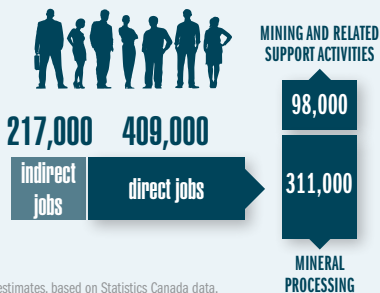 MINING AND RELATED
SUPPORT ACTIVITIES
98,000
217,000 409,000
indirect
jobs
direct jobs
311,000
MINERAL
PROCESSING
estimates, based on Statistics Canada data.